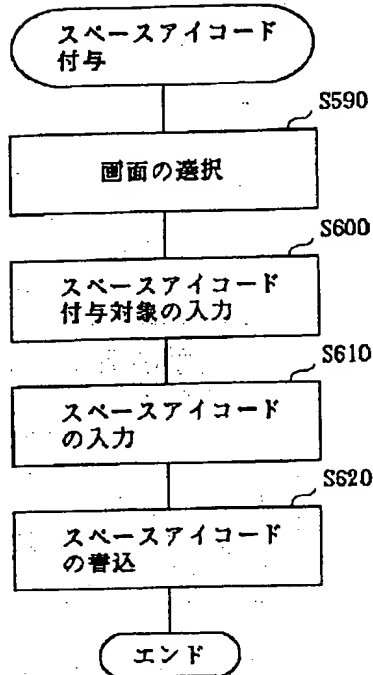 スペースアイコード
付与
S590
画面の選択
S600
スペースアイコード
付与対象の入力
S610
スペースアイコード
の入力
S620
スペースアイコード
の書込
エンド